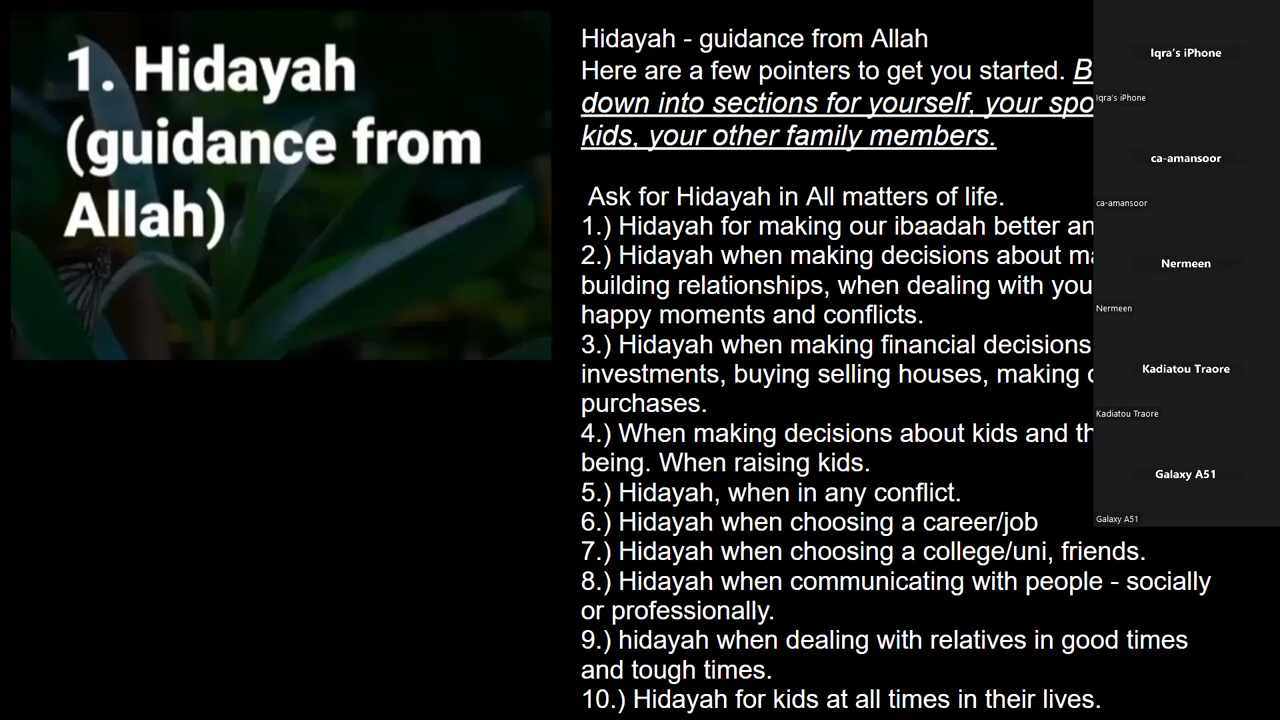 1. Hidayah
(guidance from
Allah)
Hidayah - guidance from Allah
Here are a few pointers to get you started.
down into sections for yourself, your
kids, your other family members.
Ask for Hidayah in All matters of life.
1.) Hidayah for making our ibaadah better
2.) Hidayah when making decisions about
building relationships, when dealing with
happy moments and conflicts.
3.) Hidayah when making financial decisions
investments, buying selling houses, making
purchases.
4.) When making decisions about kids and
being. When raising kids.
5.) Hidayah, when in any conflict.
6.) Hidayah when choosing a career/job
7.) Hidayah when choosing a college/uni, friends.
8.) Hidayah when communicating with people - socially
or professionally.
9.) hidayah when dealing with relatives in good times
and tough times.
10.) Hidayah for kids at all times in their lives.
Iqra's iPhone
Iqra's iPhone
ca-amansoor
ca-amansoor
Nermeen
Nermeen
Kadiatou Traore
Kadiatou Traore
Galaxy A51
Galaxy A51